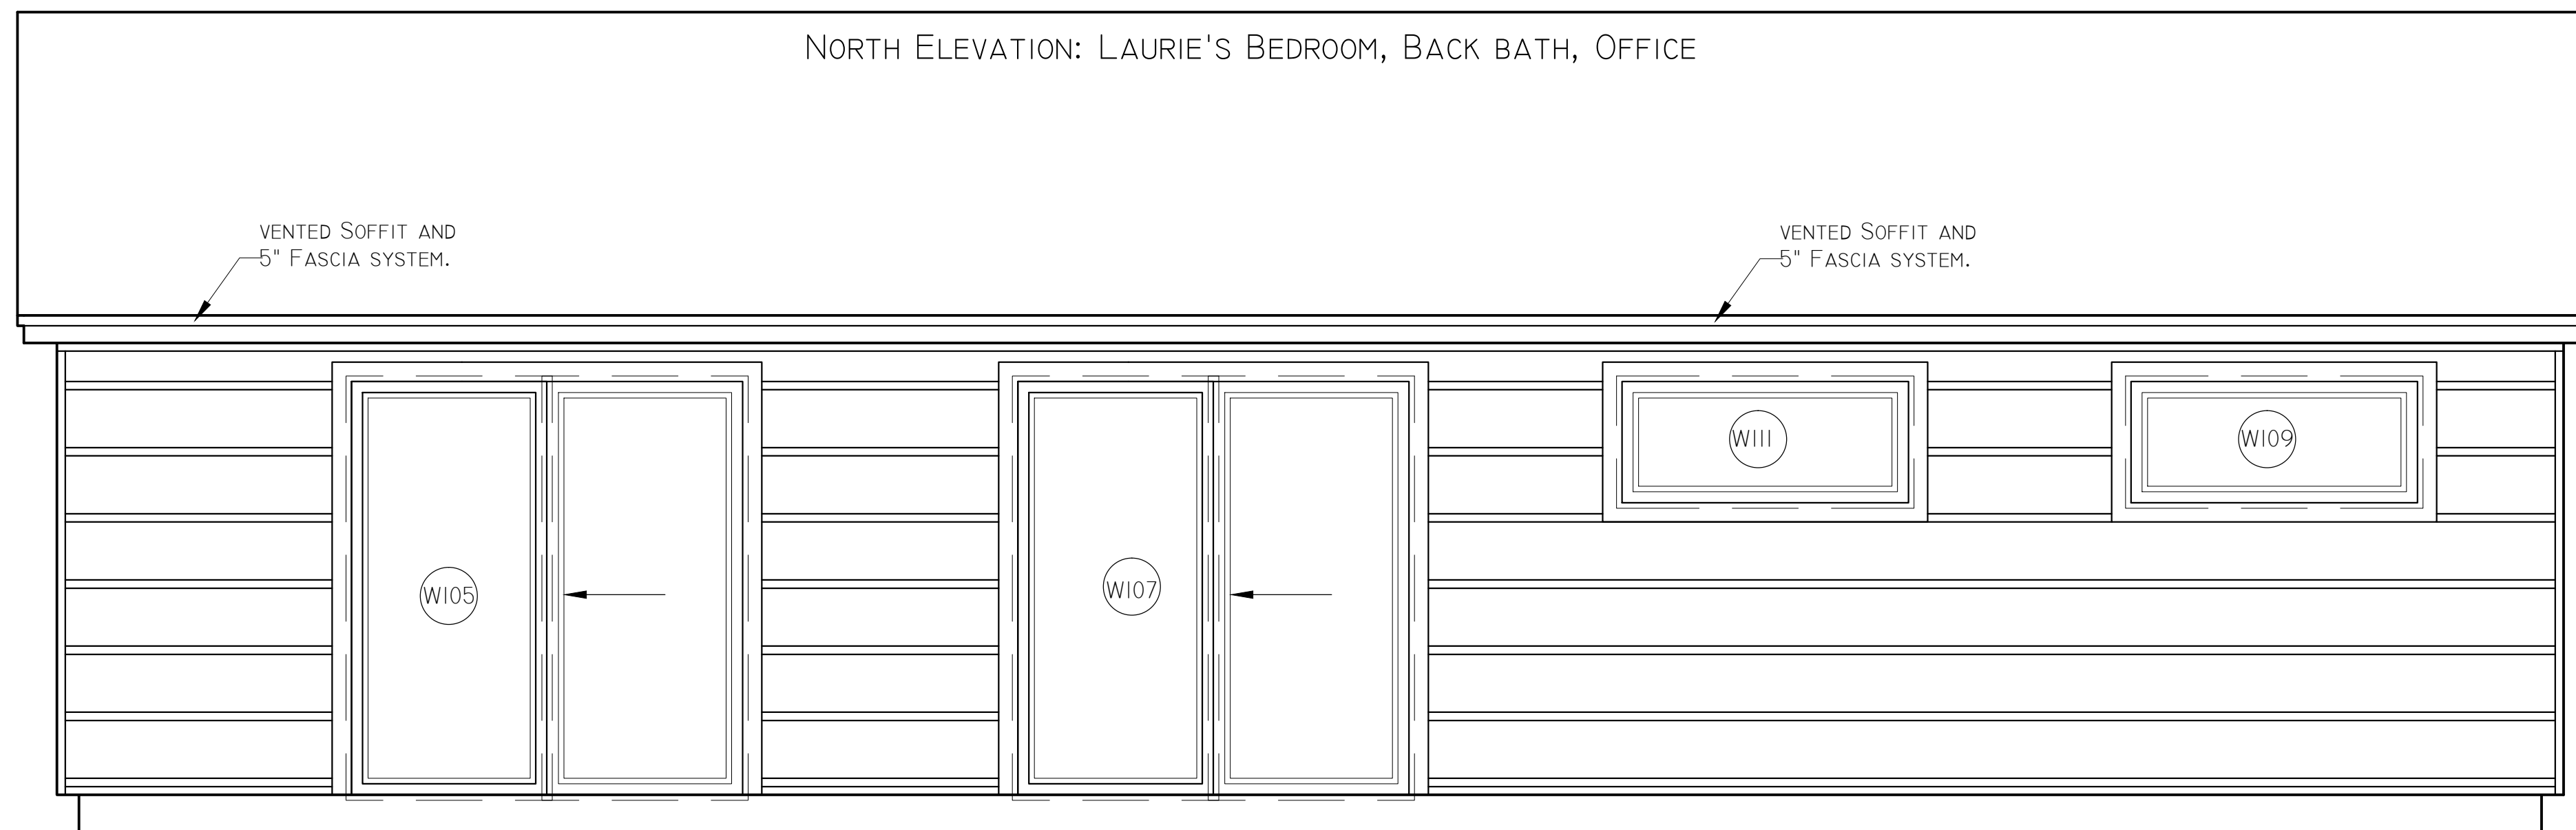 North Elevation: Laurie's Bedroom, Back bath, Office
vented Soffit and
5" Fascia system.
vented Soffit and
5" Fascia system.
W111
W109
W105
W107